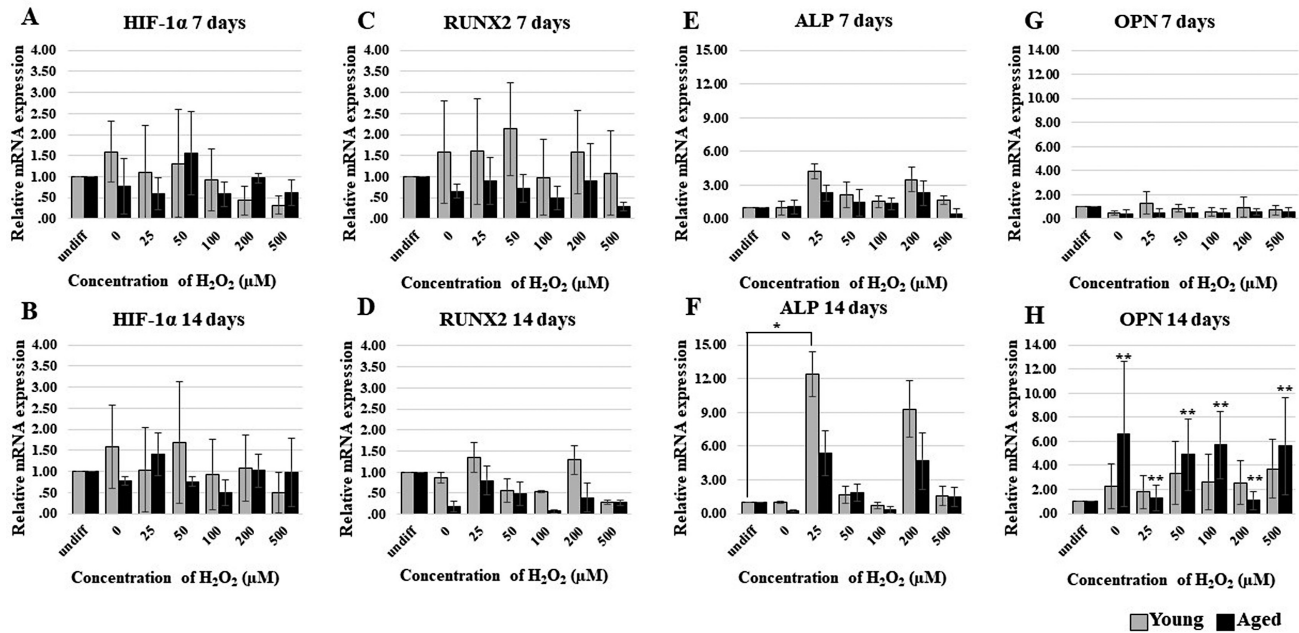 A
HIF-1α 7 days
Relative mRNA expression
4.00
3.50
3.00
2.50
2.00
1.50
1.00
.50
.00
undiff 0 25 50 100 200 500
Concentration of H₂O₂ (µM)
C
RUNX2 7 days
Relative mRNA expression
4.00
3.50
3.00
2.50
2.00
1.50
1.00
.50
.00
undiff 0 25 50 100 200 500
Concentration of H₂O₂ (µM)
E
ALP 7 days
Relative mRNA expression
15.00
12.00
9.00
6.00
3.00
0.00
undiff 0 25 50 100 200 500
Concentration of H₂O₂ (µM)
G
OPN 7 days
Relative mRNA expression
14.00
12.00
10.00
8.00
6.00
4.00
2.00
.00
undiff 0 25 50 100 200 500
Concentration of H₂O₂ (µM)
B
HIF-1α 14 days
Relative mRNA expression
4.00
3.50
3.00
2.50
2.00
1.50
1.00
.50
.00
undiff 0 25 50 100 200 500
Concentration of H₂O₂ (µM)
D
RUNX2 14 days
Relative mRNA expression
4.00
3.50
3.00
2.50
2.00
1.50
1.00
.50
.00
undiff 0 25 50 100 200 500
Concentration of H₂O₂ (µM)
F
ALP 14 days
Relative mRNA expression
15.00
12.00
9.00
6.00
3.00
0.00
*
undiff 0 25 50 100 200 500
Concentration of H₂O₂ (µM)
H
OPN 14 days
Relative mRNA expression
14.00
12.00
10.00
8.00
6.00
4.00
2.00
0.00
** ** ** ** ** **
undiff 0 25 50 100 200 500
Concentration of H₂O₂ (µM)
Young Aged